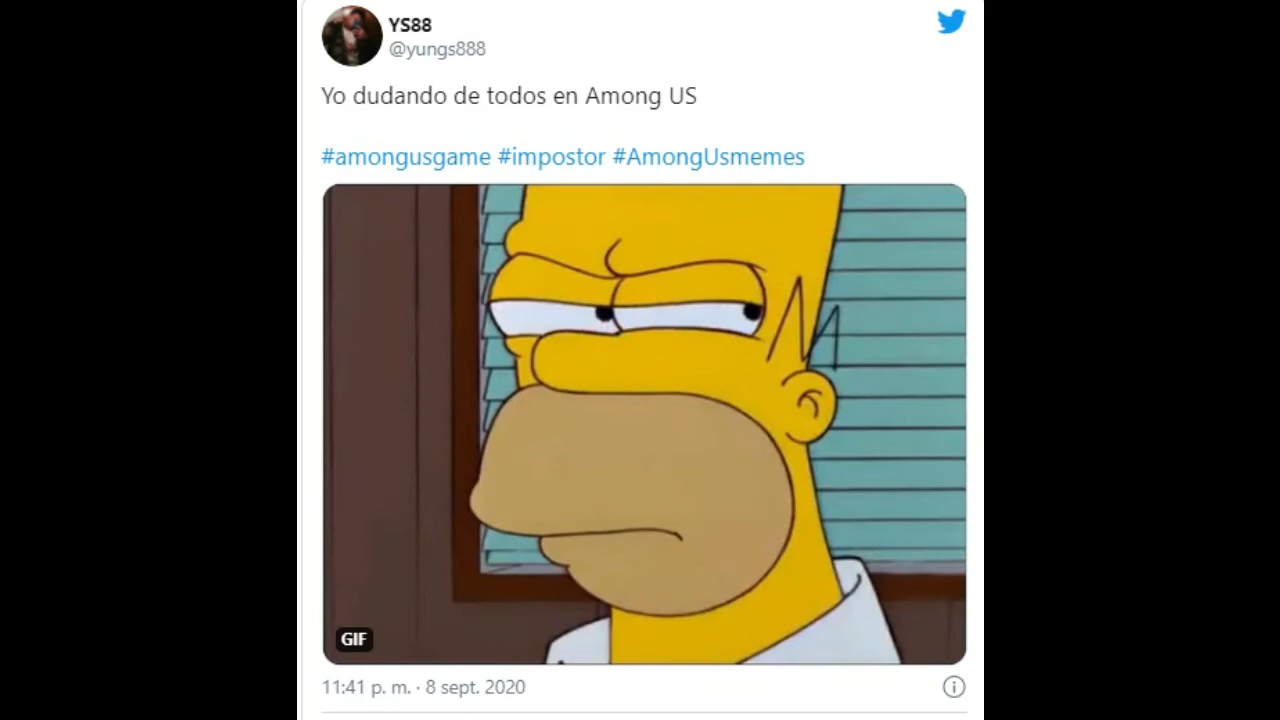 YS88
@yungs888
Yo dudando de todos en Among US
#amongusgame #impostor #AmongUsmemes
GIF
11:41 p. m. · 8 sept. 2020